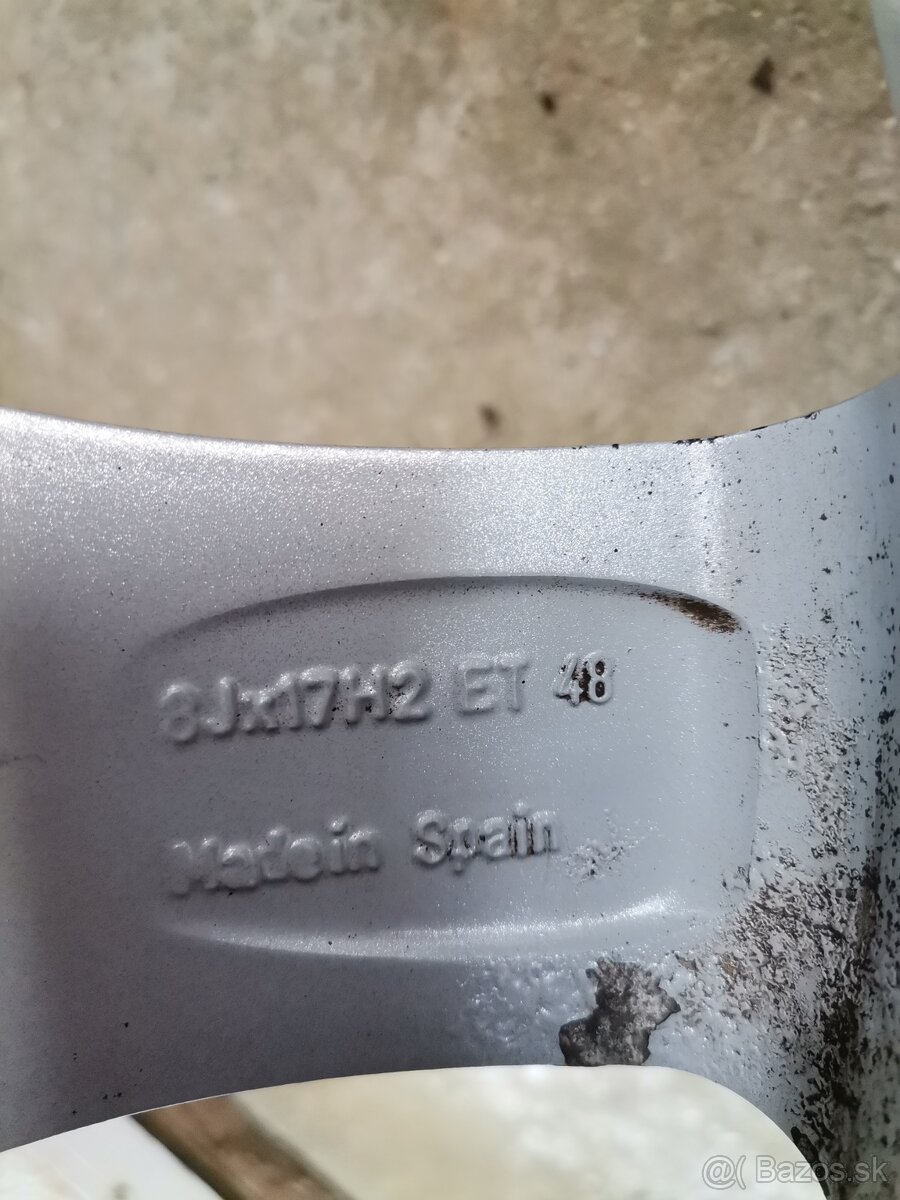 8Jx17H2 ET 48
Made in Spain
@( Bazos.sk